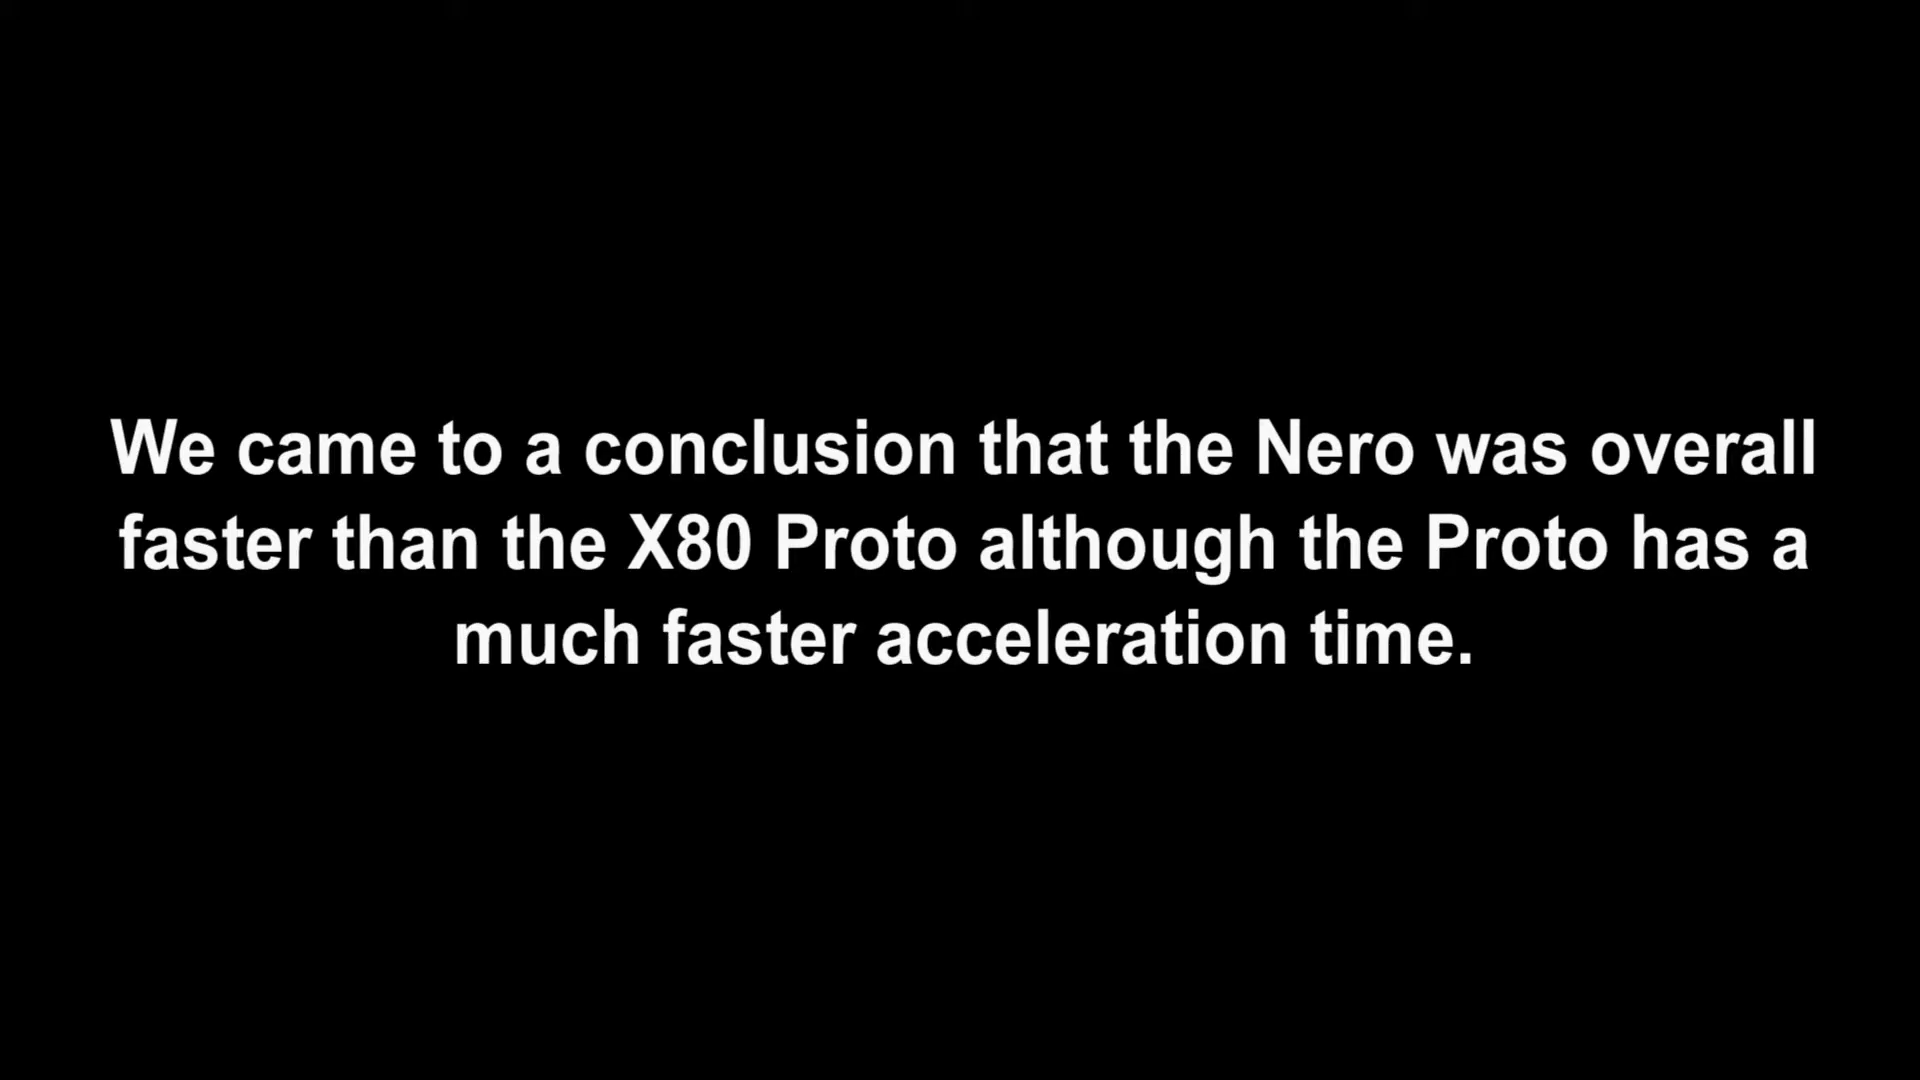 We came to a conclusion that the Nero was overall
faster than the X80 Proto although the Proto has a
much faster acceleration time.